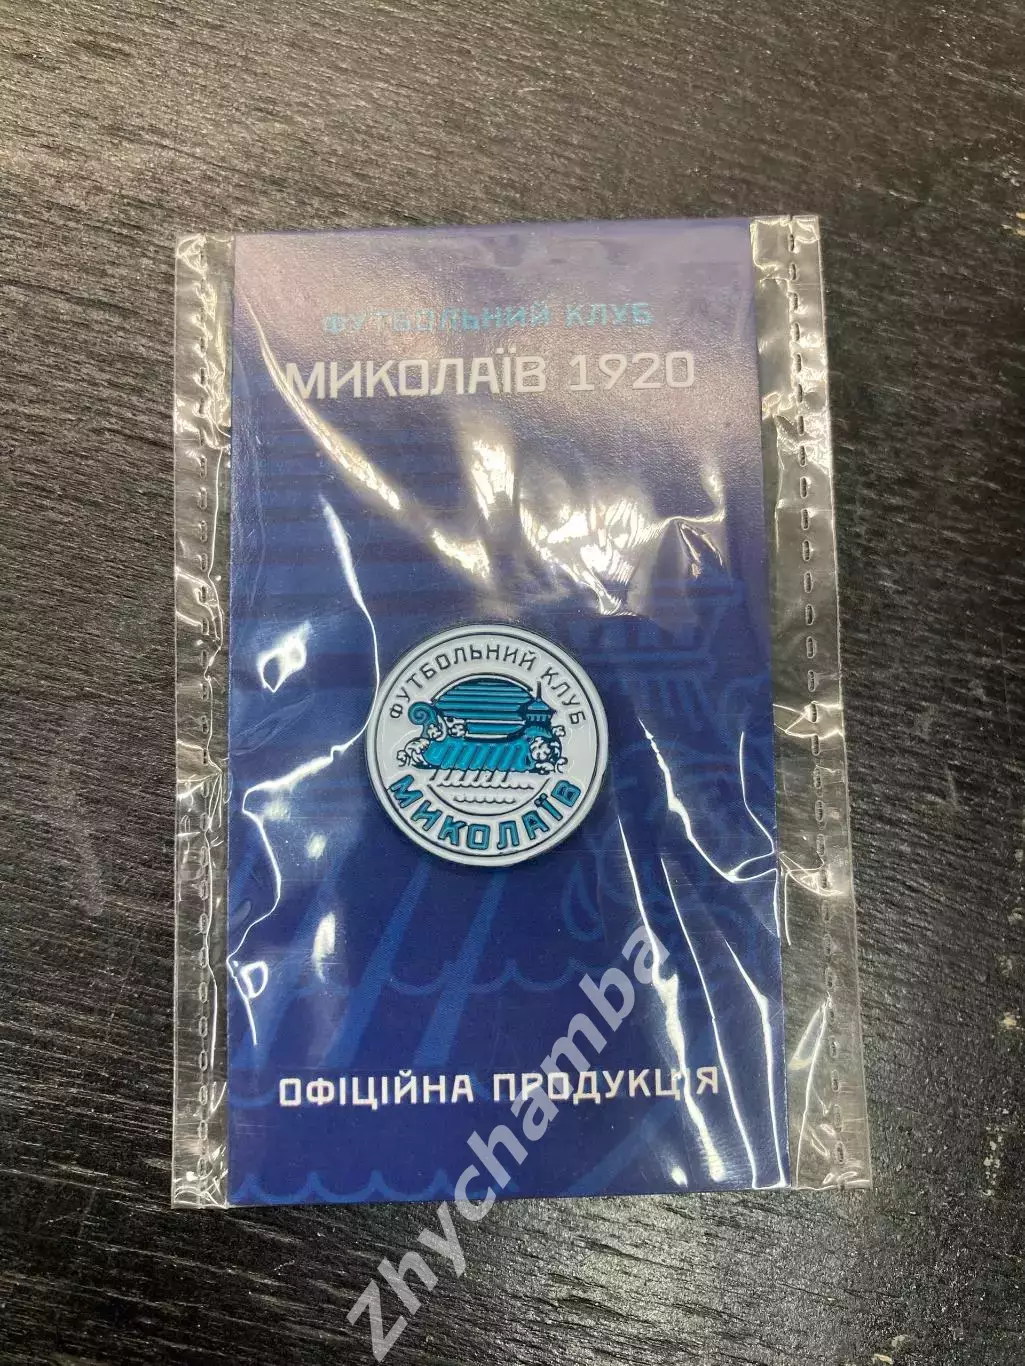 ФУТБОЛЬНИЙ КЛУБ
МИКОЛАЇВ 1920
ФУТБОЛЬНИЙ КЛУБ
МИКОЛАЇВ
ОФІЦІЙНА ПРОДУКЦІЯ
zhychamba